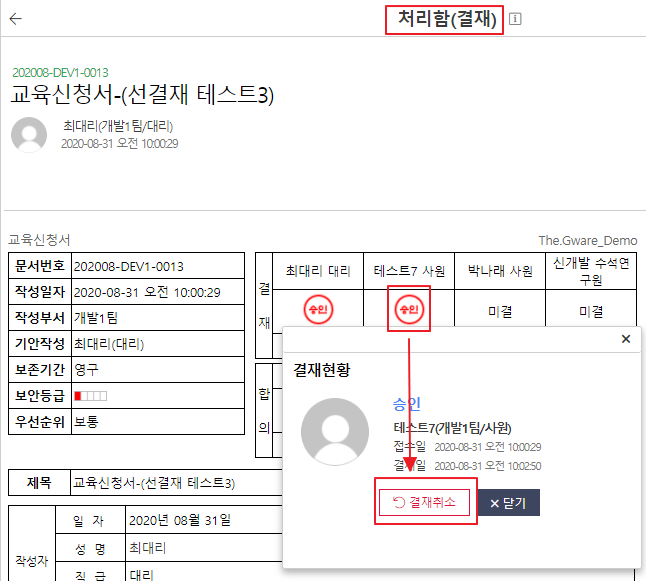 처리함(결재)
202008-DEV1-0013
교육신청서-(선결재 테스트3)
최대리(개발1팀/대리)
2020-08-31 오전 10:00:29
교육신청서
The.Gware_Demo
문서번호 202008-DEV1-0013
작성일자 2020-08-31 오전 10:00:29
작성부서 개발1팀
기안작성 최대리(대리)
보존기간 영구
보안등급
우선순위 보통
결재
최대리 대리 테스트7 사원 박나래 사원 신개발 수석연
구원
승인 승인 미결 미결
합의
제목 교육신청서-(선결재 테스트3)
작성자
일 자 2020년 08월 31일
성 명 최대리
직 급 대리
결재현황
승인
테스트7(개발1팀/사원)
접수일 2020-08-31 오전 10:00:29
결재일 2020-08-31 오전 10:02:50
결재취소 닫기